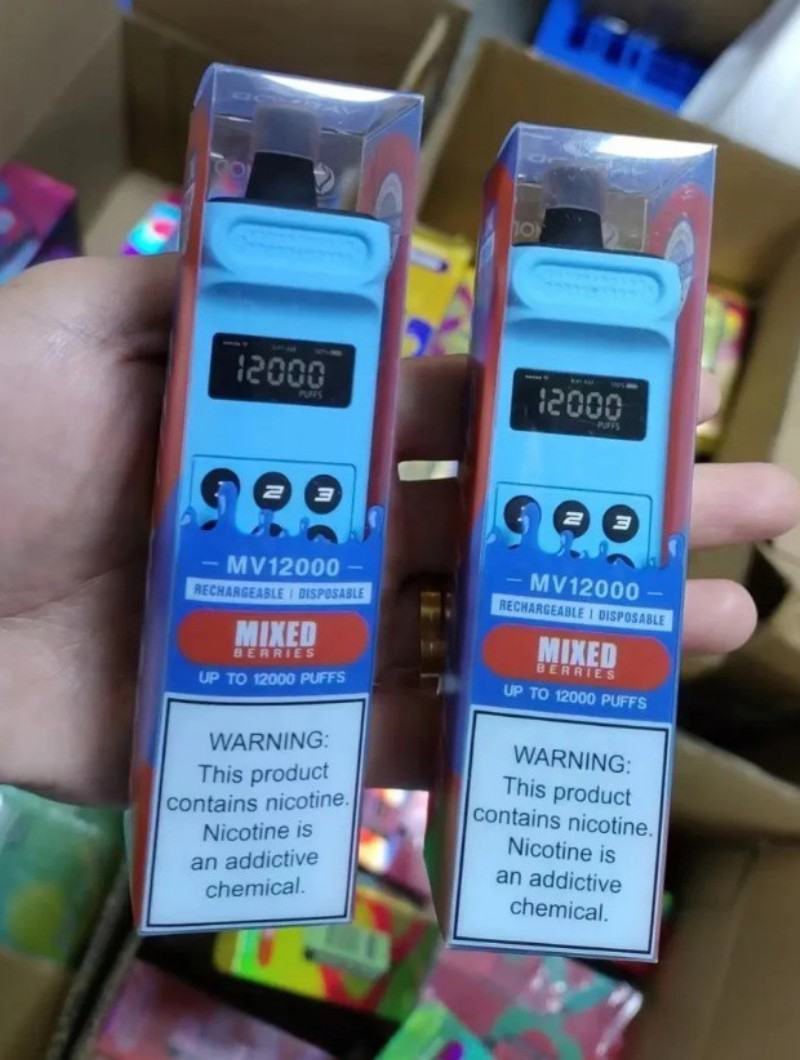 12000
PUFFS
2 3
MV12000
RECHARGEABLE | DISPOSABLE
MIXED
BERRIES
UP TO 12000 PUFFS
WARNING:
This product
contains nicotine.
Nicotine is
an addictive
chemical.
12000
PUFFS
2 3
MV12000
RECHARGEABLE | DISPOSABLE
MIXED
BERRIES
UP TO 12000 PUFFS
WARNING:
This product
contains nicotine.
Nicotine is
an addictive
chemical.